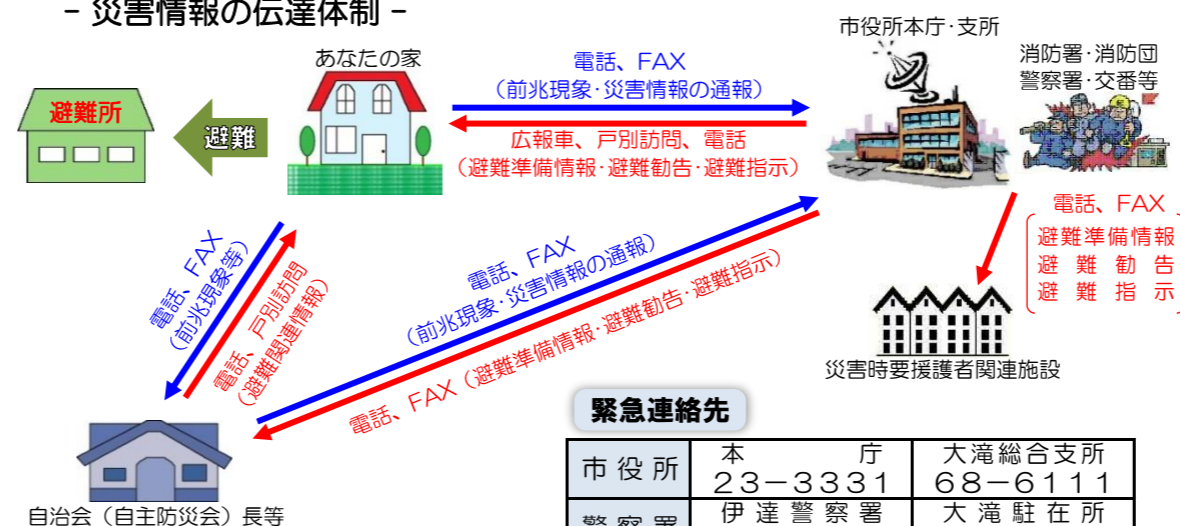 - 災害情報の伝達体制 -
市役所本庁・支所
あなたの家
電話、FAX
（前兆現象・災害情報の通報）
消防署・消防団
警察署・交番等
避難所
避難
広報車、戸別訪問、電話
（避難準備情報・避難勧告・避難指示）
電話、FAX
避難準備情報
避難勧告
避難指示
電話、FAX
（前兆現象等）
電話、戸別訪問
（避難関連情報）
電話、FAX
（前兆現象・災害情報の通報）
電話、FAX（避難準備情報・避難勧告・避難指示）
災害時要援護者関連施設
自治会（自主防災会）長等
緊急連絡先
市役所 本庁 大滝総合支所
23−3331 68−6111
警察署 伊達警察署 大滝駐在所